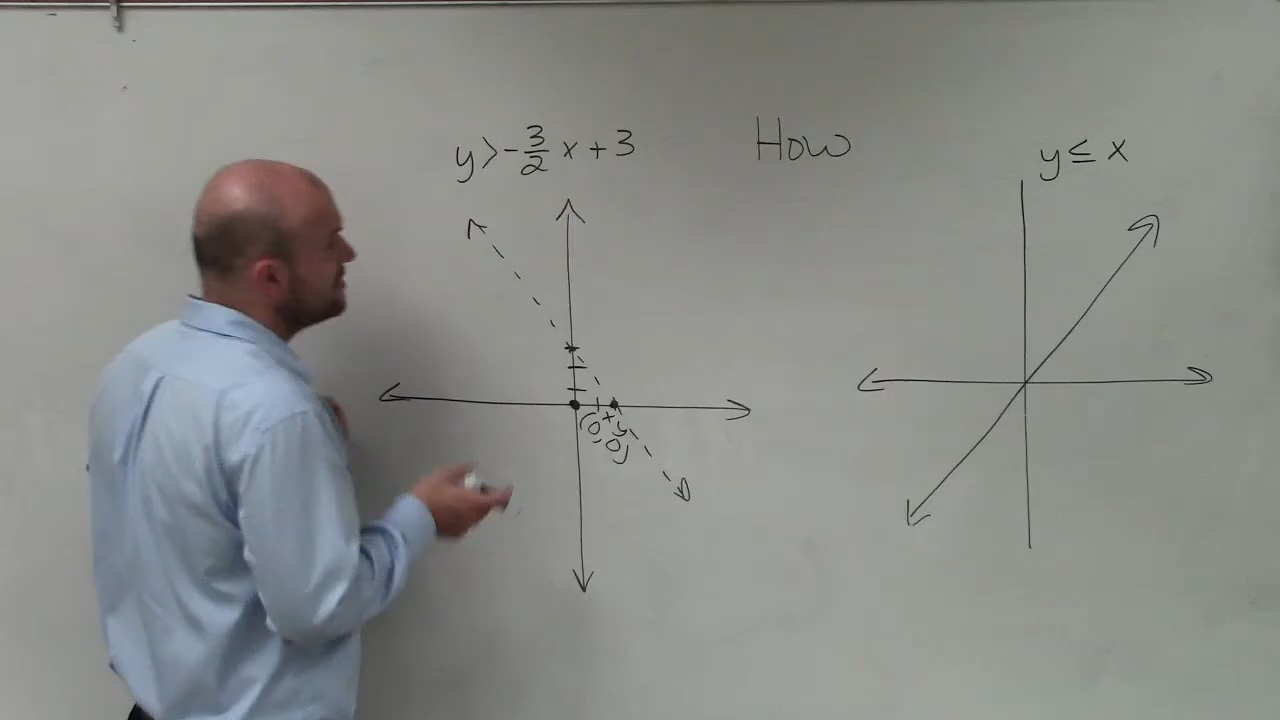 y > -3/2 x + 3
How
y ≤ x
x y
(0,0)